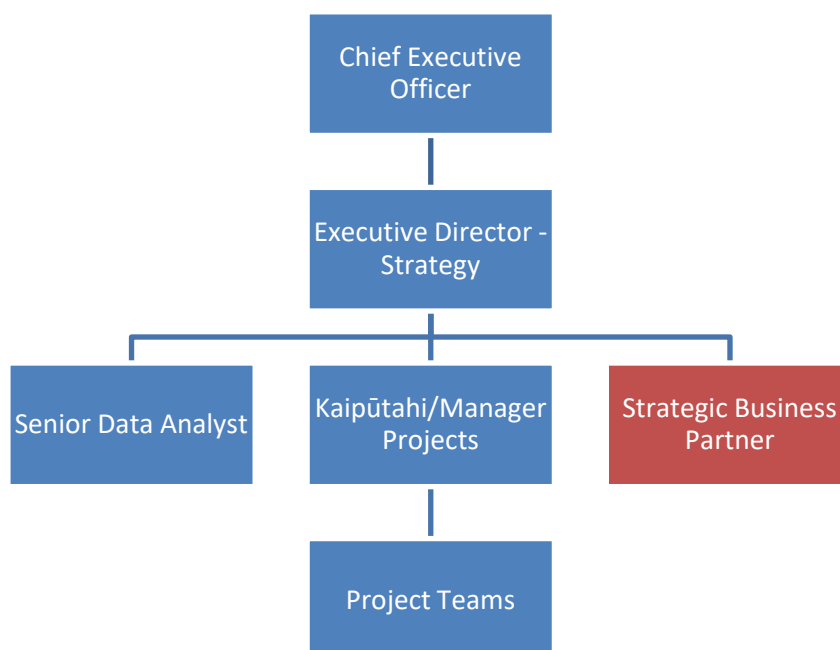 Chief Executive
Officer
Executive Director -
Strategy
Senior Data Analyst
Kaipūtahi/Manager
Projects
Strategic Business
Partner
Project Teams